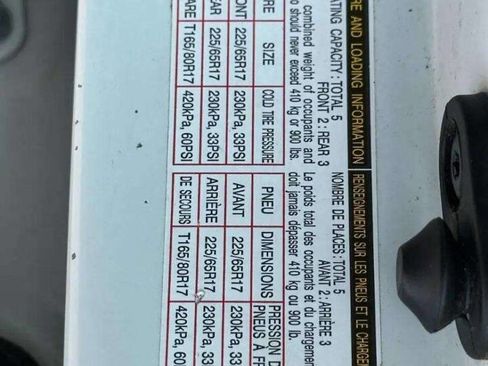 RE AND LOADING INFORMATION
ATING CAPACITY : TOTAL 5
FRONT 2 : REAR 3
combined weight of occupants and
o should never exceed 410 kg or 900 lbs.
RE SIZE COLD TIRE PRESSURE
ONT 225/65R17 230kPa, 33PSI
EAR 225/65R17 230kPa, 33PSI
ARE T165/80R17 420kPa, 60PSI
RENSEIGNEMENTS SUR LES PNEUS ET LE CHARGEM
NOMBRE DE PLACES : TOTAL 5
AVANT 2 : ARRIÈRE 3
Le poids total des occupants et du chargemen
doit jamais dépasser 410 kg ou 900 lb.
PNEU DIMENSIONS PRESSION D
PNEUS À FR
AVANT 225/65R17 230kPa, 33
ARRIÈRE 225/65R17 230kPa, 33
DE SECOURS T165/80R17 420kPa, 60